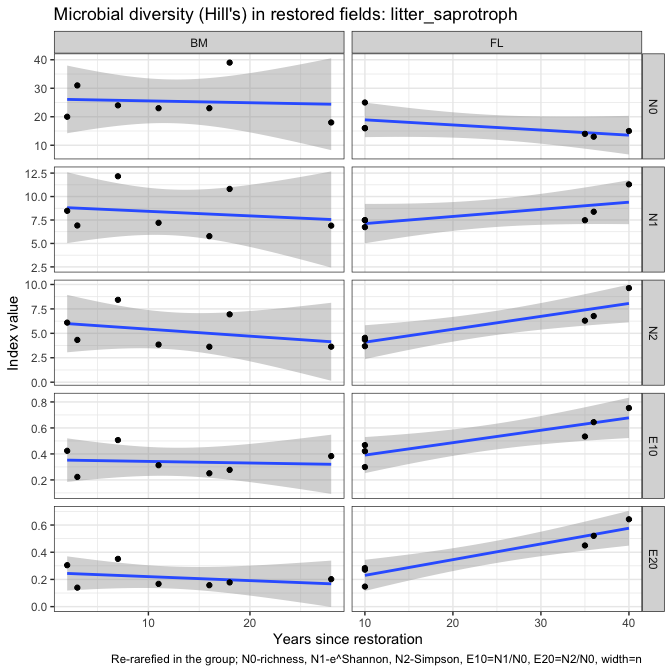 Microbial diversity (Hill's) in restored fields: litter_saprotroph
BM
FL
40
30
20
10
N0
12.5
10.0
7.5
5.0
2.5
N1
10.0
7.5
5.0
2.5
0.0
N2
0.8
0.6
0.4
0.2
E10
0.6
0.4
0.2
0.0
E20
Index value
10
20
10
20
30
40
Years since restoration
Re-rarefied in the group; N0-richness, N1-e^Shannon, N2-Simpson, E10=N1/N0, E20=N2/N0, width=n